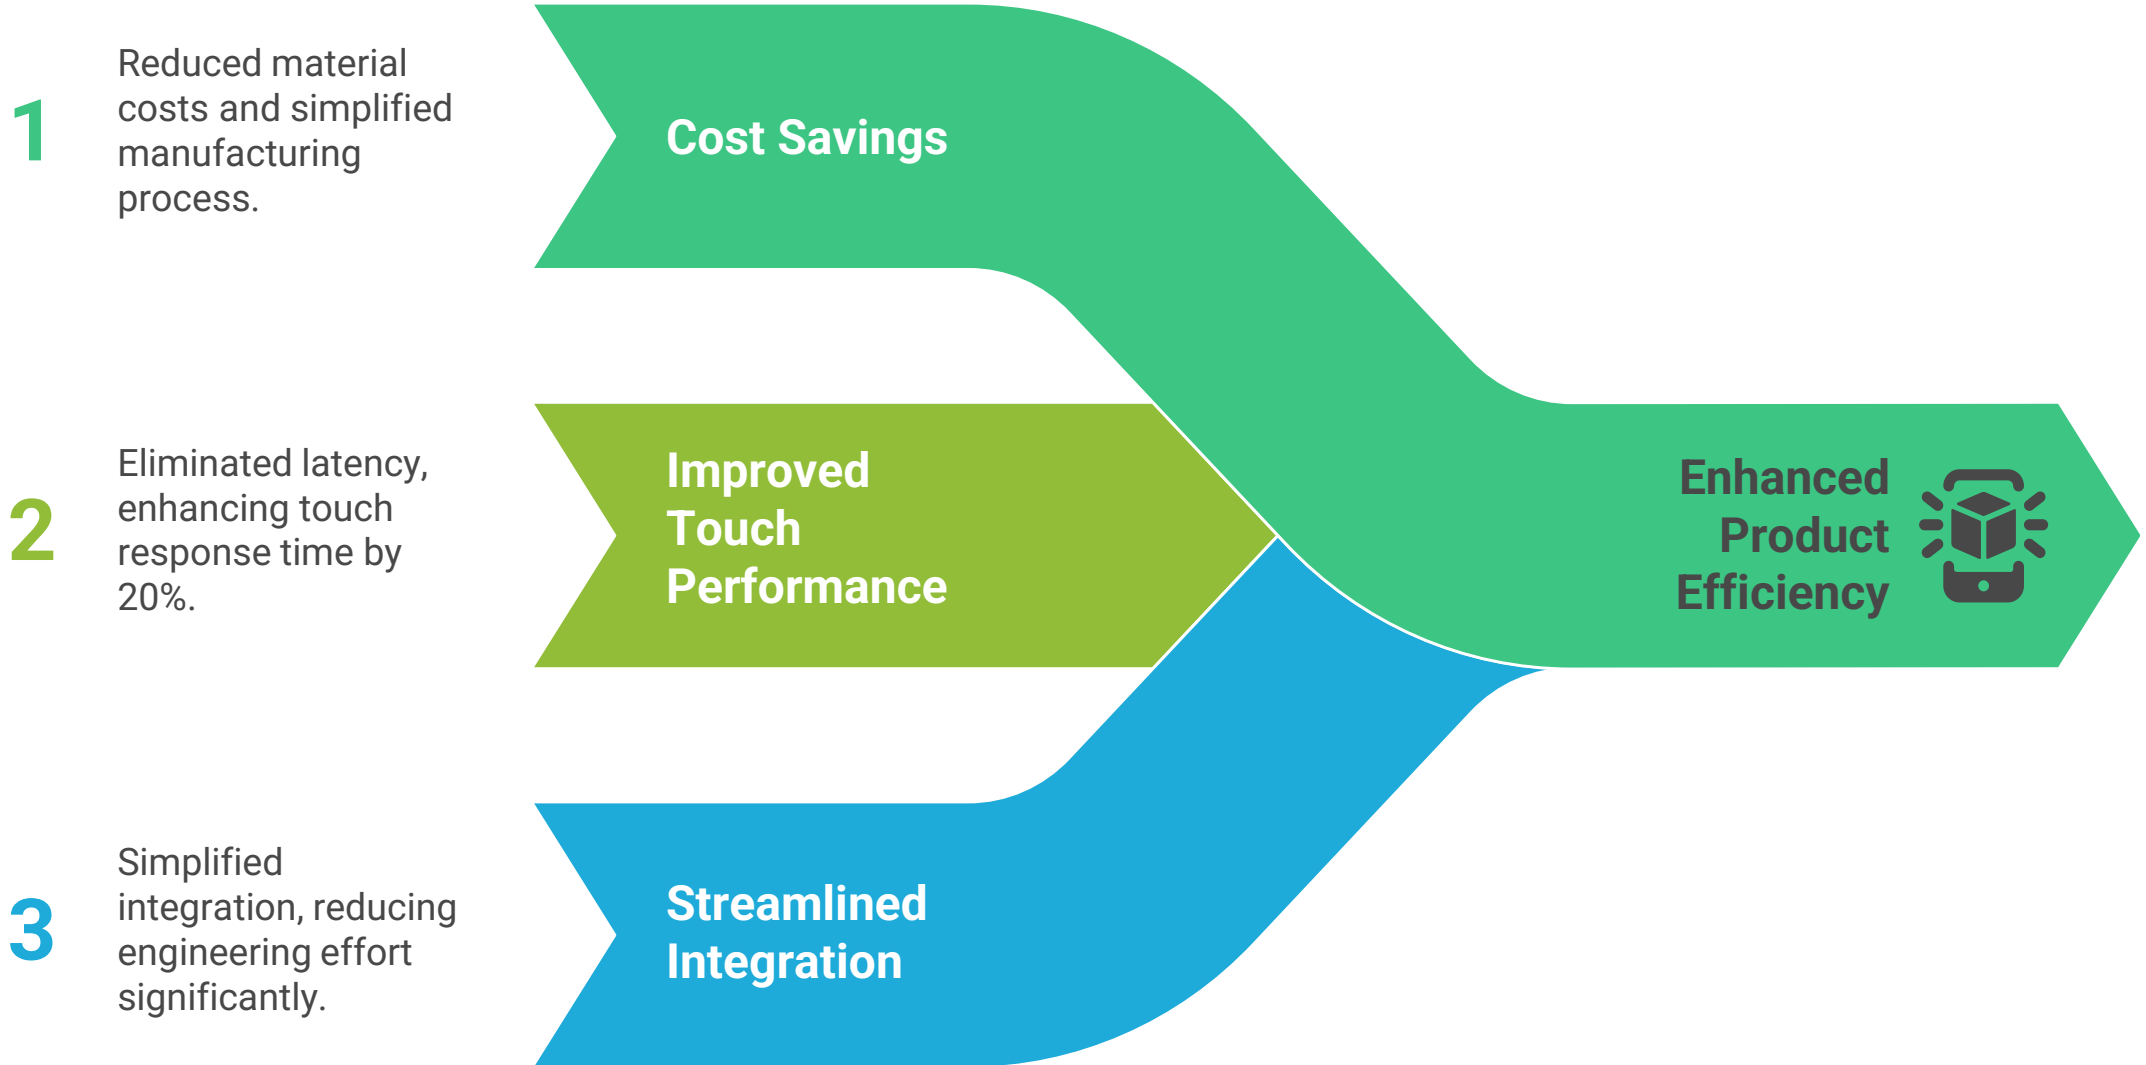 1
Reduced material
costs and simplified
manufacturing
process.
Cost Savings
2
Eliminated latency,
enhancing touch
response time by
20%.
Improved
Touch
Performance
3
Simplified
integration, reducing
engineering effort
significantly.
Streamlined
Integration
Enhanced
Product
Efficiency